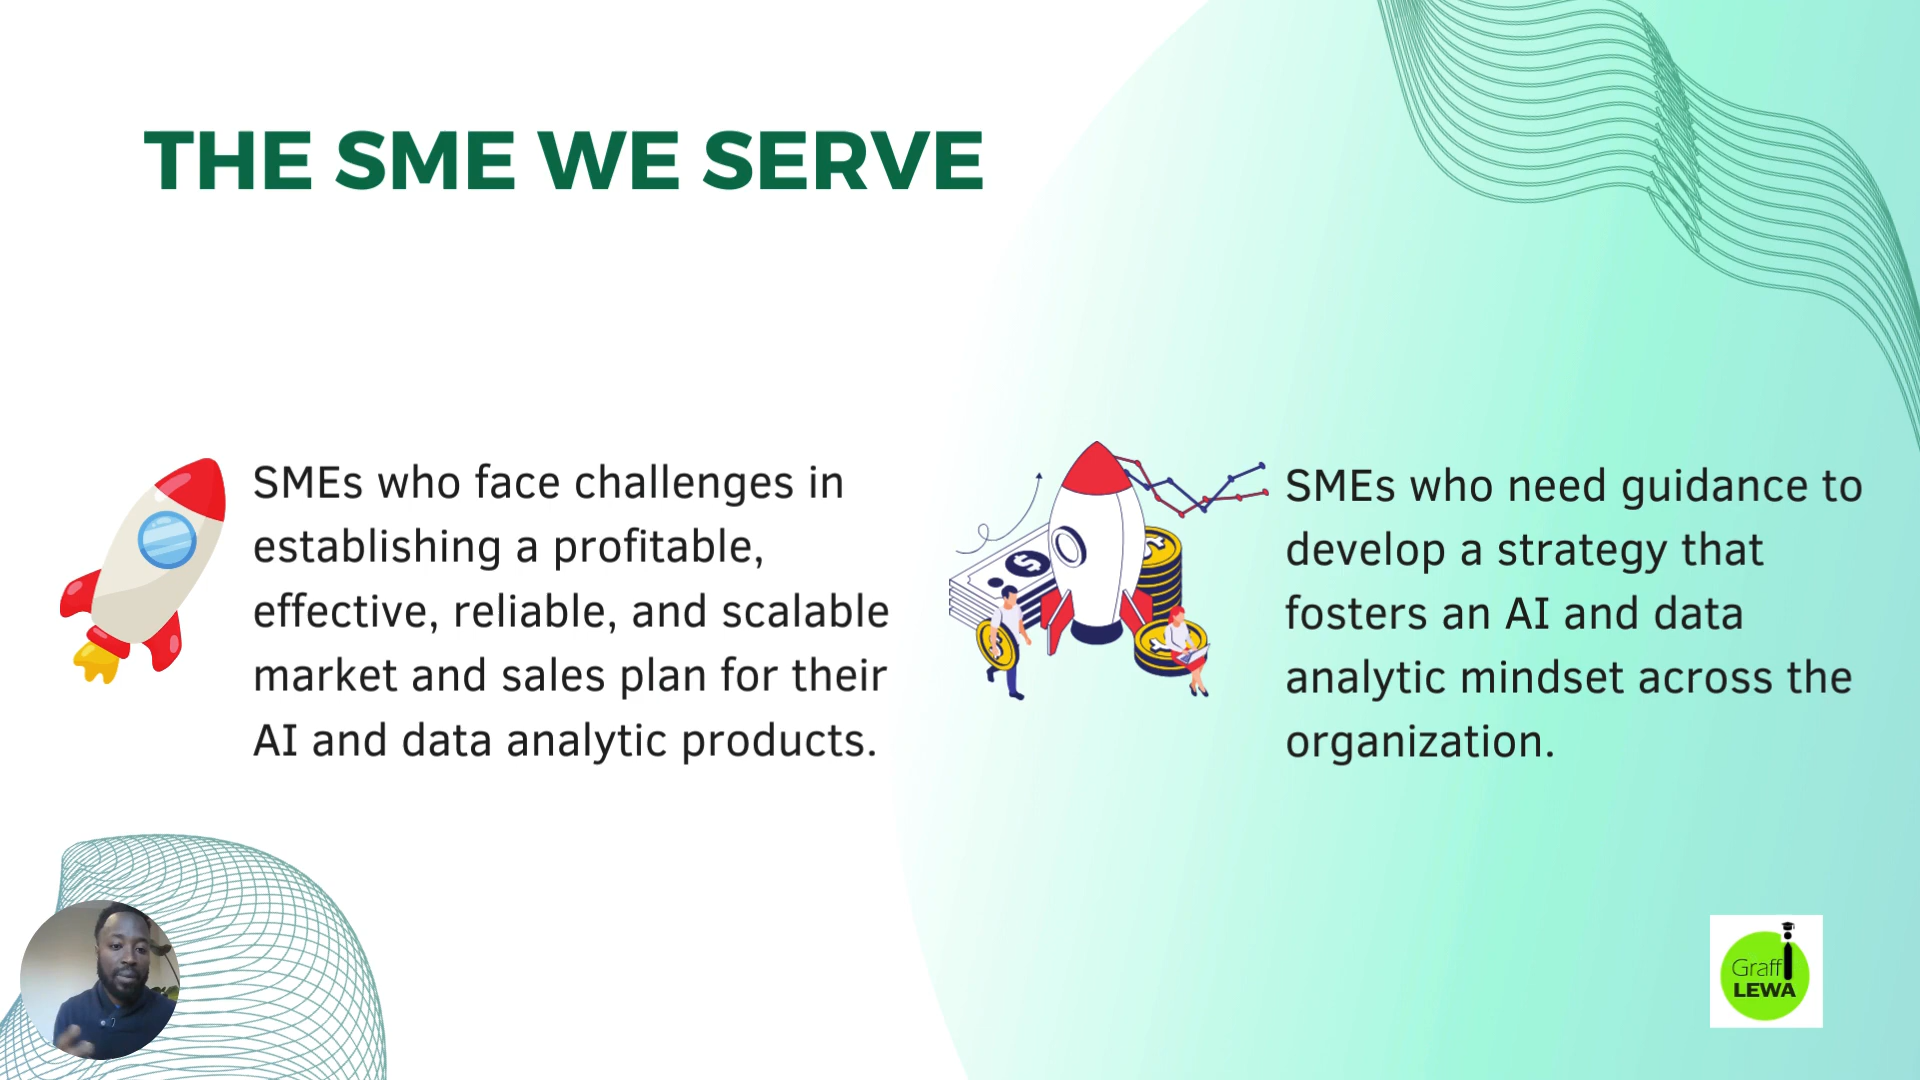 THE SME WE SERVE
SMEs who face challenges in
establishing a profitable,
effective, reliable, and scalable
market and sales plan for their
AI and data analytic products.
$
SMEs who need guidance to
develop a strategy that
fosters an AI and data
analytic mindset across the
organization.
Graffi
LEWA